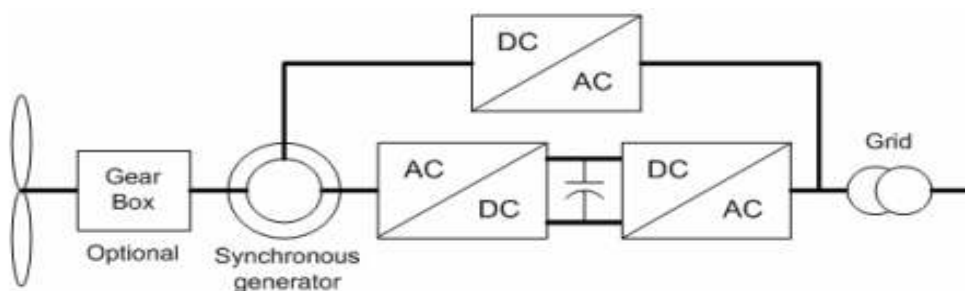 DC
AC
Grid
Gear
Box
AC
DC
DC
AC
Optional
Synchronous
generator